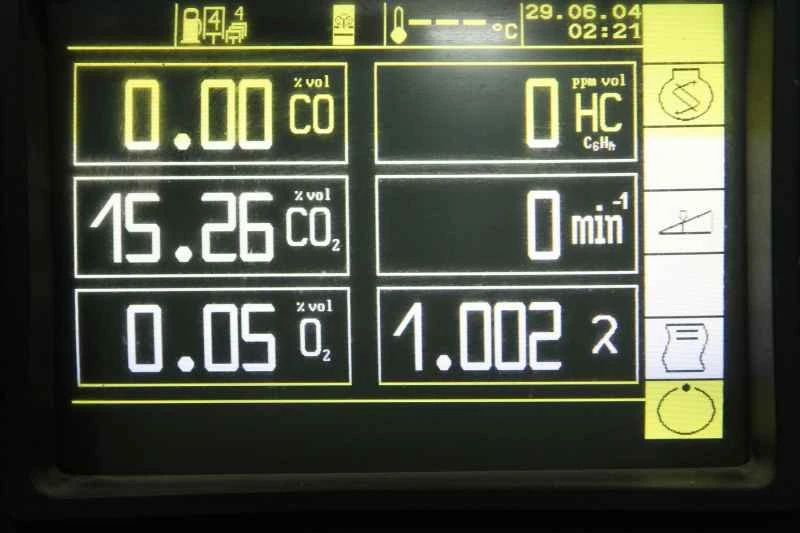 4 4 ---°C 29.06.04
02:21
0.00 % vol CO
0 ppm vol HC
15.26 % vol CO₂
0 min⁻¹
0.05 % vol O₂
1.002 λ